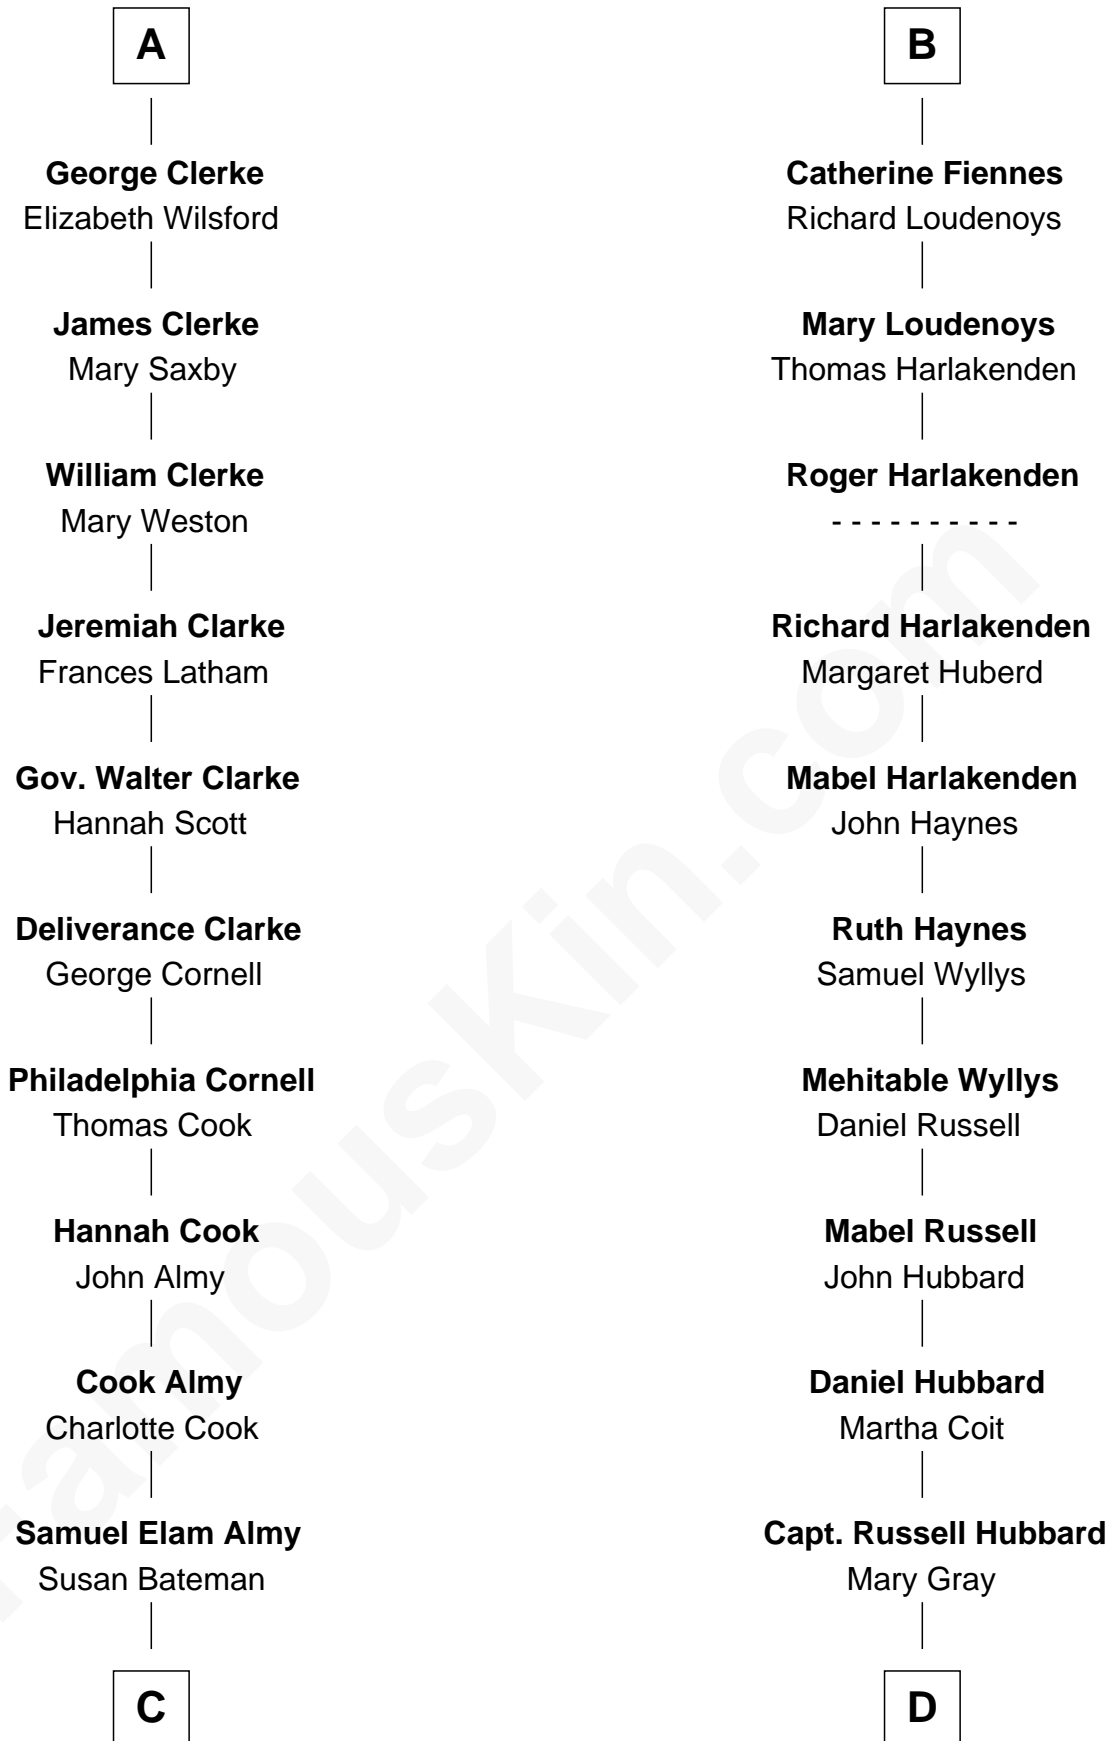 A
George Clerke
Elizabeth Wilsford
James Clerke
Mary Saxby
William Clerke
Mary Weston
Jeremiah Clarke
Frances Latham
Gov. Walter Clarke
Hannah Scott
Deliverance Clarke
George Cornell
Philadelphia Cornell
Thomas Cook
Hannah Cook
John Almy
Cook Almy
Charlotte Cook
Samuel Elam Almy
Susan Bateman
C
B
Catherine Fiennes
Richard Loudenoys
Mary Loudenoys
Thomas Harlakenden
Roger Harlakenden
- - - - - - - - - -
Richard Harlakenden
Margaret Huberd
Mabel Harlakenden
John Haynes
Ruth Haynes
Samuel Wyllys
Mehitable Wyllys
Daniel Russell
Mabel Russell
John Hubbard
Daniel Hubbard
Martha Coit
Capt. Russell Hubbard
Mary Gray
D
FamousKin.com